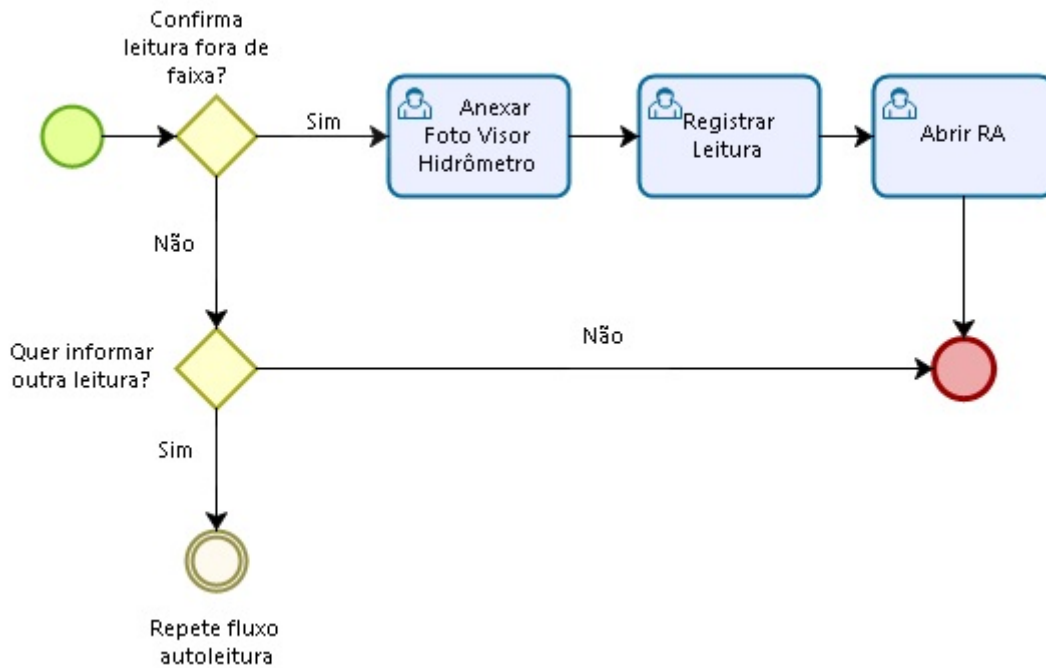 Confirma
leitura fora de
faixa?
Sim
Anexar
Foto Visor
Hidrômetro
Registrar
Leitura
Abrir RA
Não
Quer informar
outra leitura?
Não
Sim
Repete fluxo
autoleitura